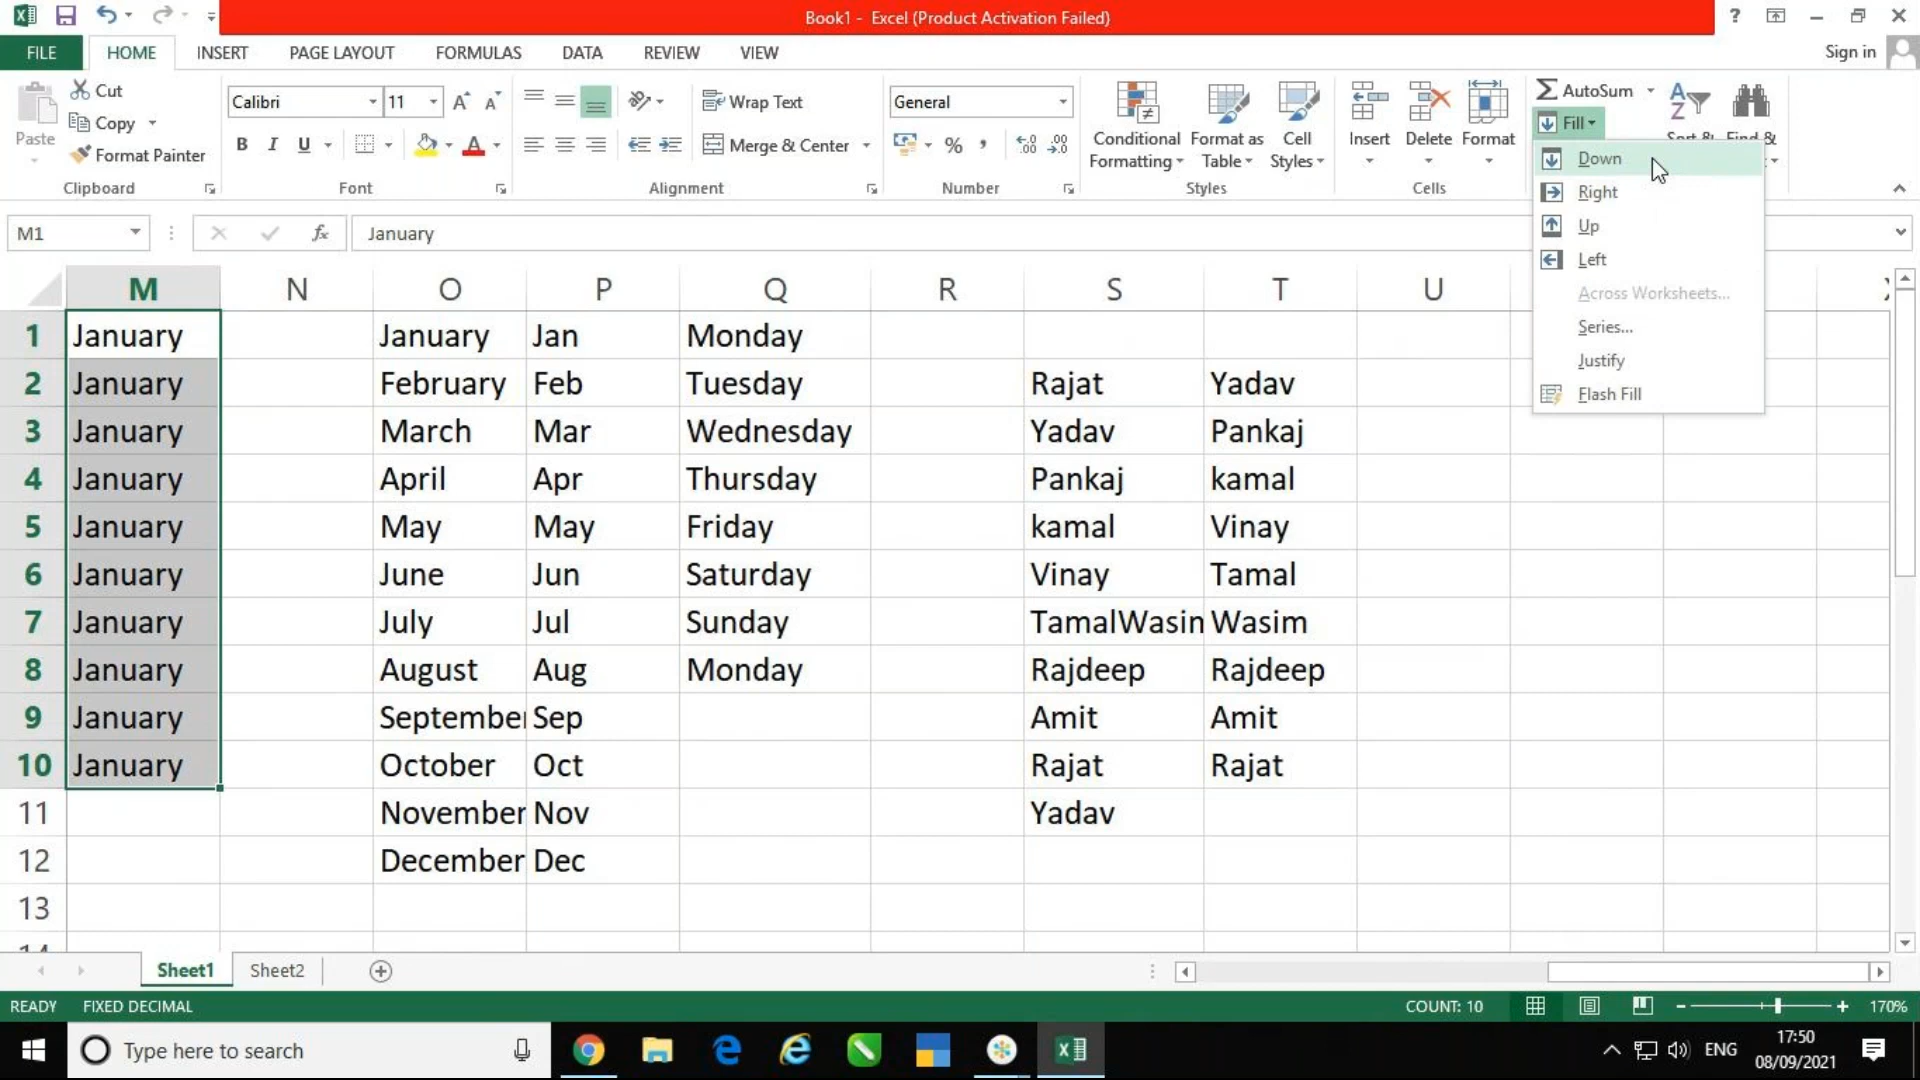 Book1 - Excel (Product Activation Failed)
?
FILE HOME INSERT PAGE LAYOUT FORMULAS DATA REVIEW VIEW
Sign in
Paste
Cut
Copy
Format Painter
Clipboard
Calibri 11
B I U
Font
Wrap Text
Merge & Center
Alignment
General
%
Number
Conditional Formatting
Format as Table
Cell Styles
Styles
Insert Delete Format
Cells
AutoSum
Fill
Down
Right
Up
Left
Across Worksheets...
Series...
Justify
Flash Fill
M1 fx January
M N O P Q R S T U
1 January January Jan Monday
2 January February Feb Tuesday Rajat Yadav
3 January March Mar Wednesday Yadav Pankaj
4 January April Apr Thursday Pankaj kamal
5 January May May Friday kamal Vinay
6 January June Jun Saturday Vinay Tamal
7 January July Jul Sunday TamalWasin Wasim
8 January August Aug Monday Rajdeep Rajdeep
9 January September Sep Amit Amit
10 January October Oct Rajat Rajat
11 November Nov Yadav
12 December Dec
13
Sheet1 Sheet2
READY FIXED DECIMAL COUNT: 10 170%
Type here to search
ENG
17:50
08/09/2021